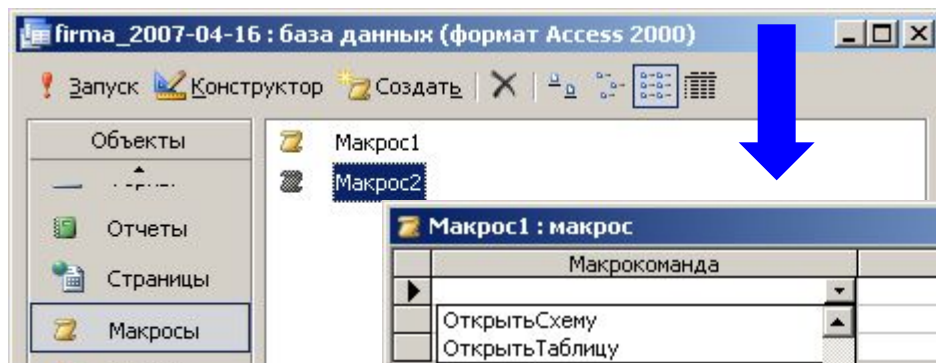 firma_2007-04-16 : база данных (формат Access 2000)
Запуск Конструктор Создать
Объекты
Макрос1
Макрос2
Отчеты
Страницы
Макросы
Макрос1 : макрос
Макрокоманда
ОткрытьСхему
ОткрытьТаблицу